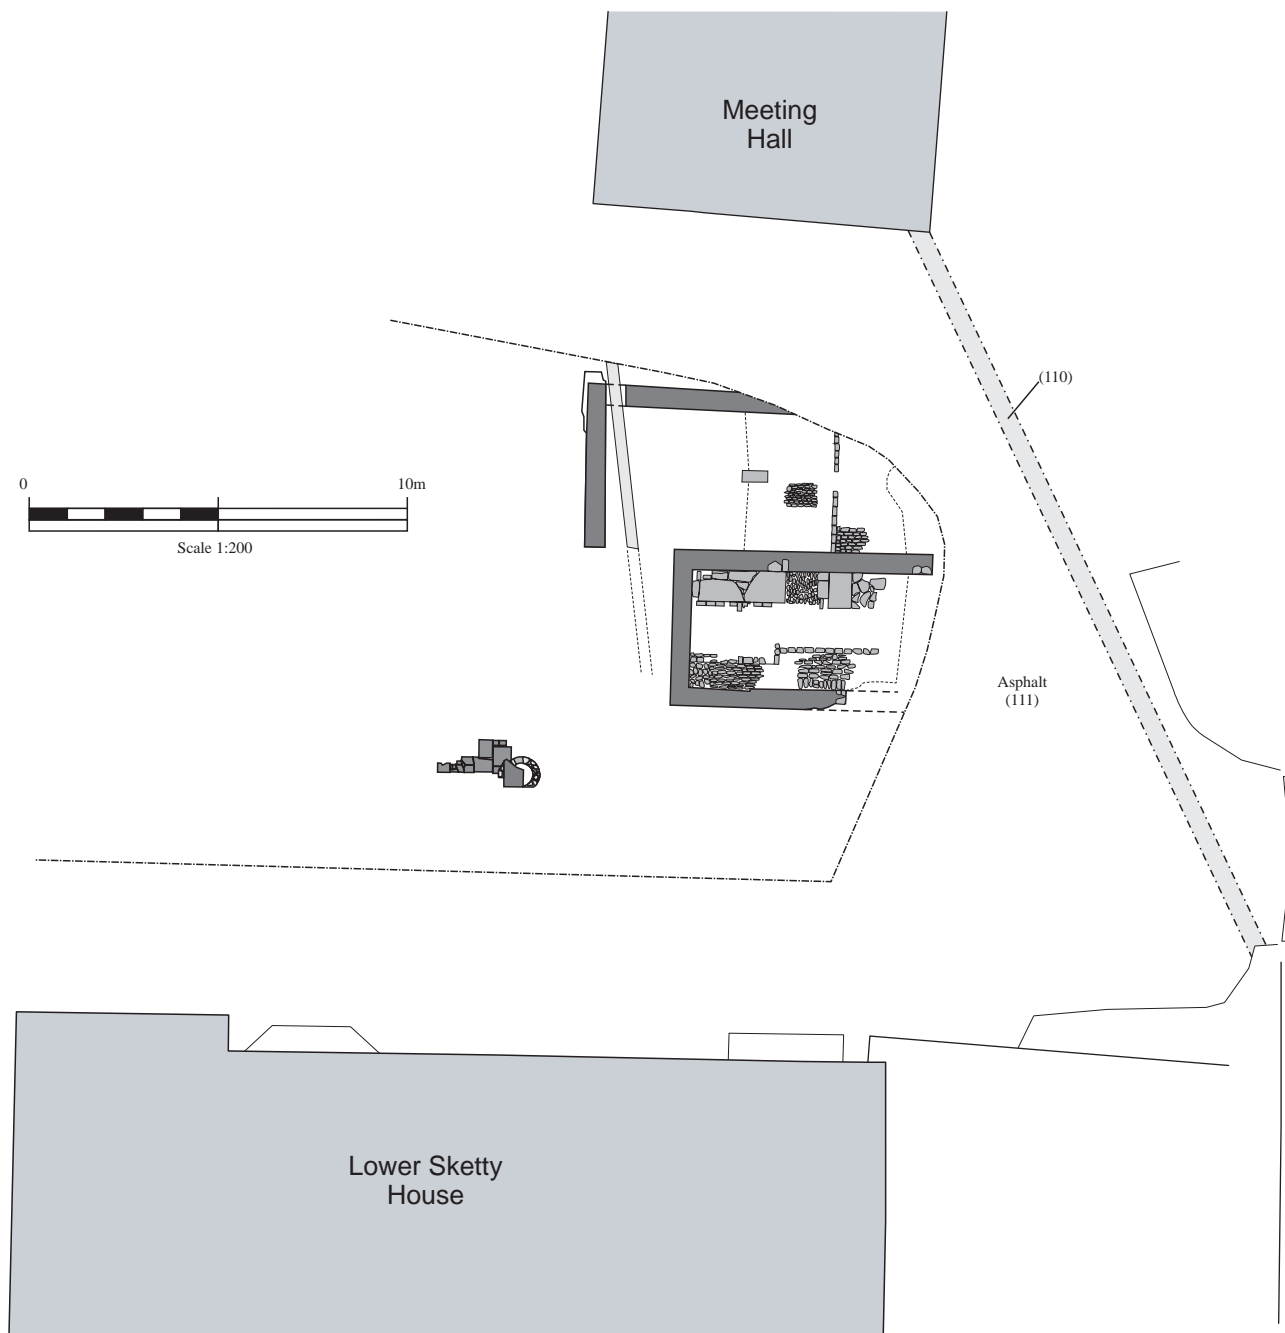 Meeting
Hall
(110)
0
10m
Scale 1:200
Asphalt
(111)
Lower Sketty
House